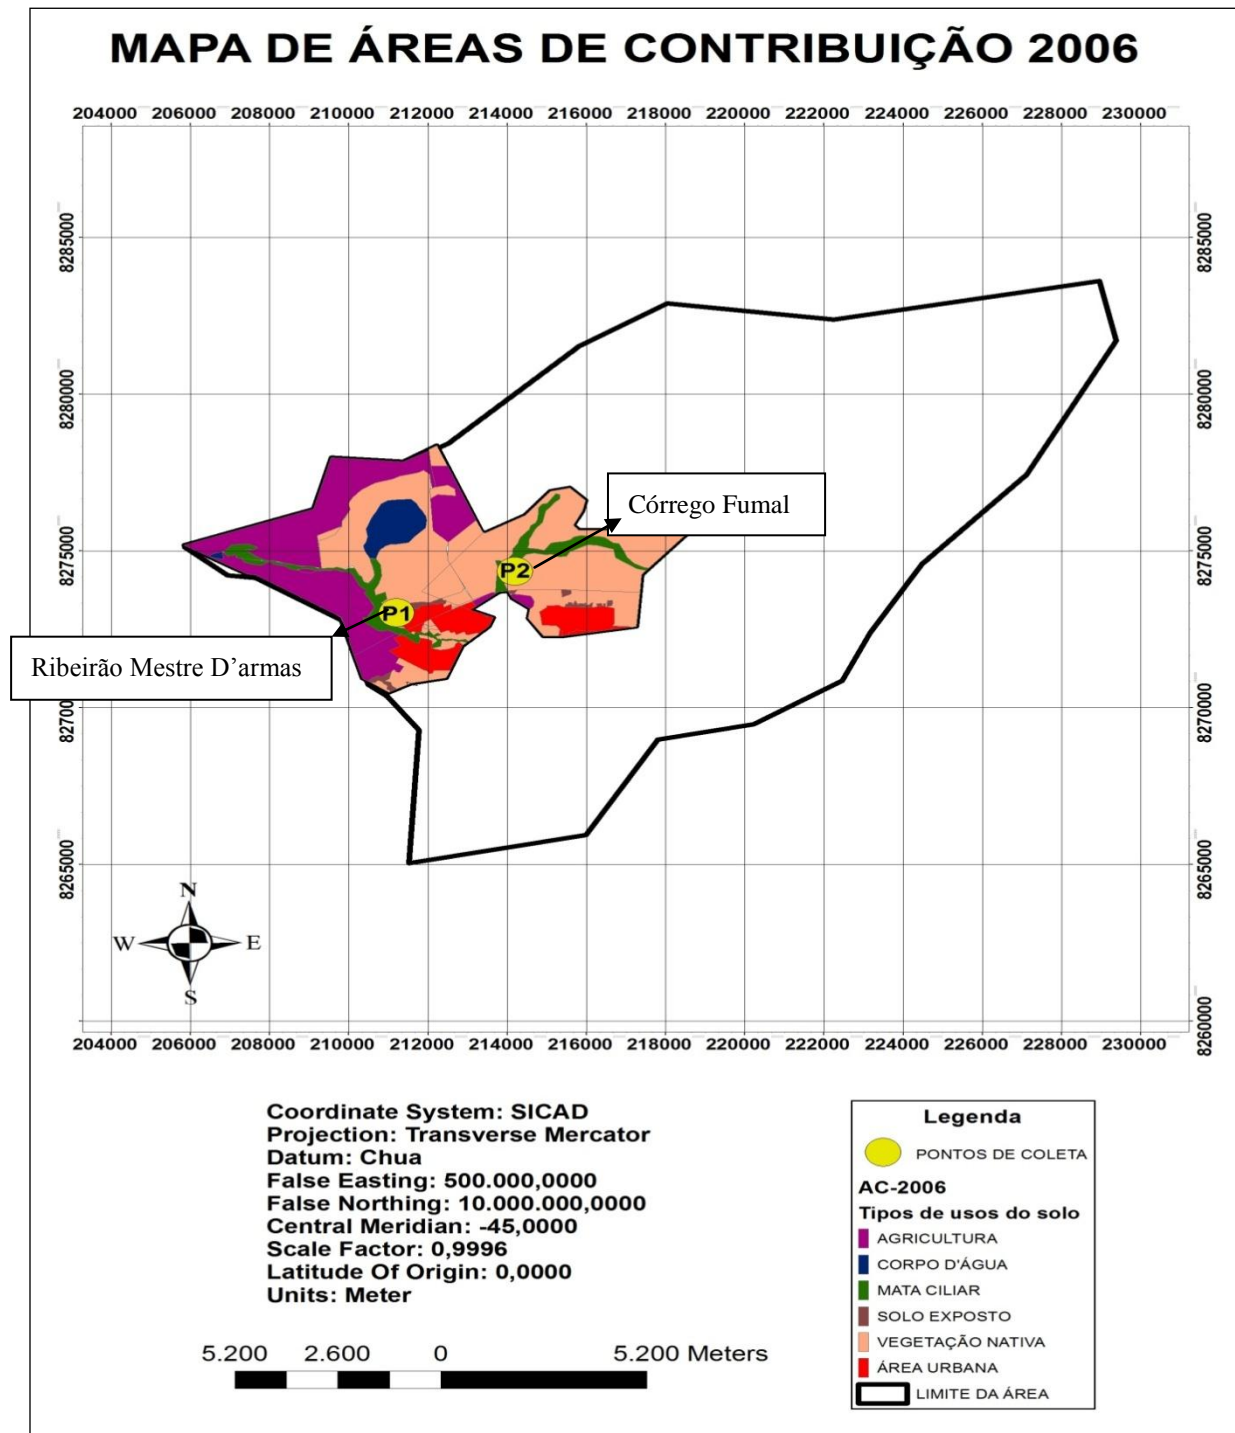 MAPA DE ÁREAS DE CONTRIBUIÇÃO 2006
204000 206000 208000 210000 212000 214000 216000 218000 220000 222000 224000 226000 228000 230000
8285000 8285000
8280000 8280000
Córrego Fumal
8275000 8275000
P2
P1
Ribeirão Mestre D'armas
8270000 8270000
8265000 8265000
N
W E
S
8260000 8260000
204000 206000 208000 210000 212000 214000 216000 218000 220000 222000 224000 226000 228000 230000
Coordinate System: SICAD
Projection: Transverse Mercator
Datum: Chua
False Easting: 500.000,0000
False Northing: 10.000.000,0000
Central Meridian: -45,0000
Scale Factor: 0,9996
Latitude Of Origin: 0,0000
Units: Meter
5.200 2.600 0 5.200 Meters
Legenda
PONTOS DE COLETA
AC-2006
Tipos de usos do solo
AGRICULTURA
CORPO D'ÁGUA
MATA CILIAR
SOLO EXPOSTO
VEGETAÇÃO NATIVA
ÁREA URBANA
LIMITE DA ÁREA